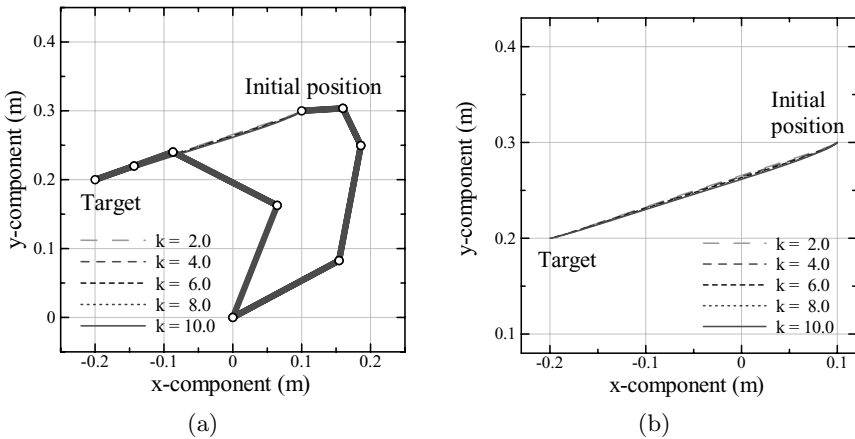 0.4
0.3
0.2
0.1
0
y-component (m)
Initial position
Target
k = 2.0
k = 4.0
k = 6.0
k = 8.0
k = 10.0
-0.2 -0.1 0 0.1 0.2
x-component (m)
(a)
0.4
0.3
0.2
0.1
y-component (m)
Initial
position
Target
k = 2.0
k = 4.0
k = 6.0
k = 8.0
k = 10.0
-0.2 -0.1 0 0.1
x-component (m)
(b)